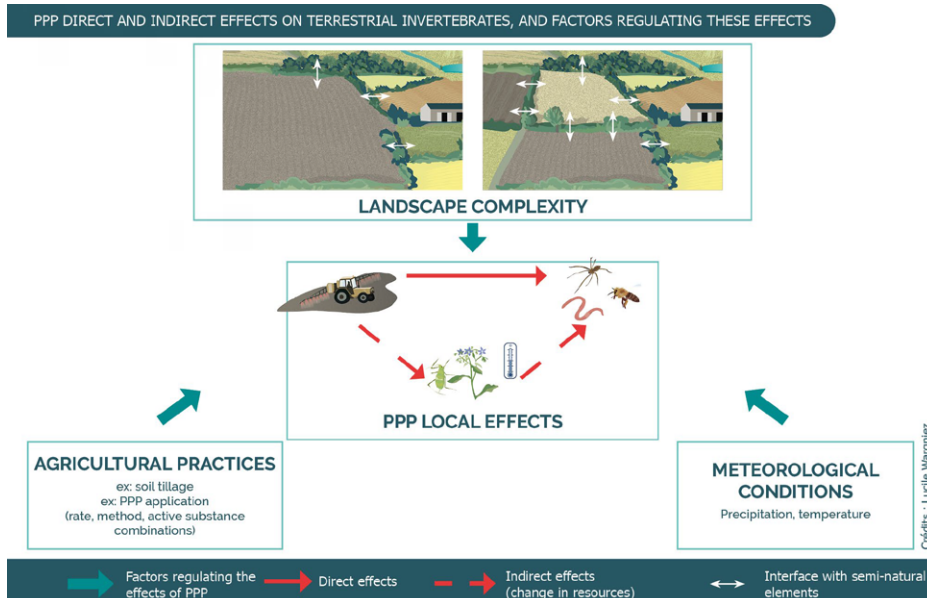 PPP DIRECT AND INDIRECT EFFECTS ON TERRESTRIAL INVERTEBRATES, AND FACTORS REGULATING THESE EFFECTS
LANDSCAPE COMPLEXITY
PPP LOCAL EFFECTS
AGRICULTURAL PRACTICES
ex: soil tillage
ex: PPP application
(rate, method, active substance
combinations)
METEOROLOGICAL
CONDITIONS
Precipitation, temperature
Crédits : Lucile Wargniez
Factors regulating the
effects of PPP
Direct effects
Indirect effects
(change in resources)
Interface with semi-natural
elements